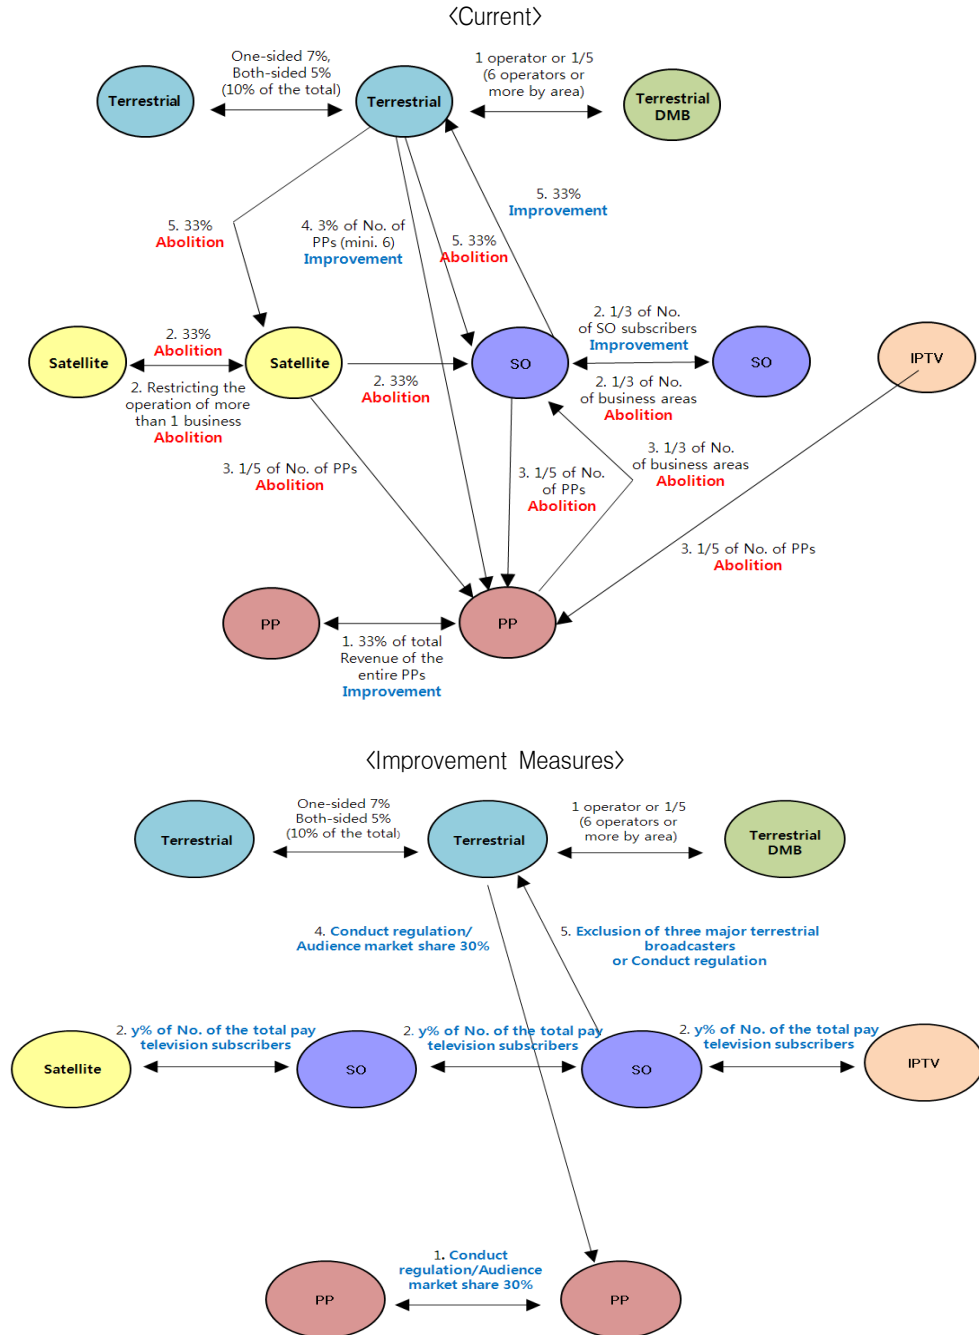 <Current>
One-sided 7%,
Both-sided 5%
(10% of the total)
1 operator or 1/5
(6 operators or
more by area)
Terrestrial
Terrestrial
Terrestrial
DMB
5. 33%
Improvement
5. 33%
Abolition
4. 3% of No. of
PPs (mini. 6)
Improvement
5. 33%
Abolition
2. 33%
Abolition
2. 1/3 of No.
of SO subscribers
Improvement
Satellite
Satellite
SO
SO
IPTV
2. Restricting the
operation of more
than 1 business
Abolition
2. 33%
Abolition
2. 1/3 of No.
of business areas
Abolition
3. 1/5 of No. of PPs
Abolition
3. 1/5 of No.
of PPs
Abolition
3. 1/3 of No.
of business areas
Abolition
3. 1/5 of No. of PPs
Abolition
PP
PP
1. 33% of total
Revenue of the
entire PPs
Improvement
<Improvement Measures>
One-sided 7%
Both-sided 5%
(10% of the total)
1 operator or 1/5
(6 operators or
more by area)
Terrestrial
Terrestrial
Terrestrial
DMB
4. Conduct regulation/
Audience market share 30%
5. Exclusion of three major terrestrial
broadcasters
or Conduct regulation
2. y% of No. of the total pay
television subscribers
2. y% of No. of the total pay
television subscribers
2. y% of No. of the total pay
television subscribers
Satellite
SO
SO
IPTV
1. Conduct
regulation/Audience
market share 30%
PP
PP